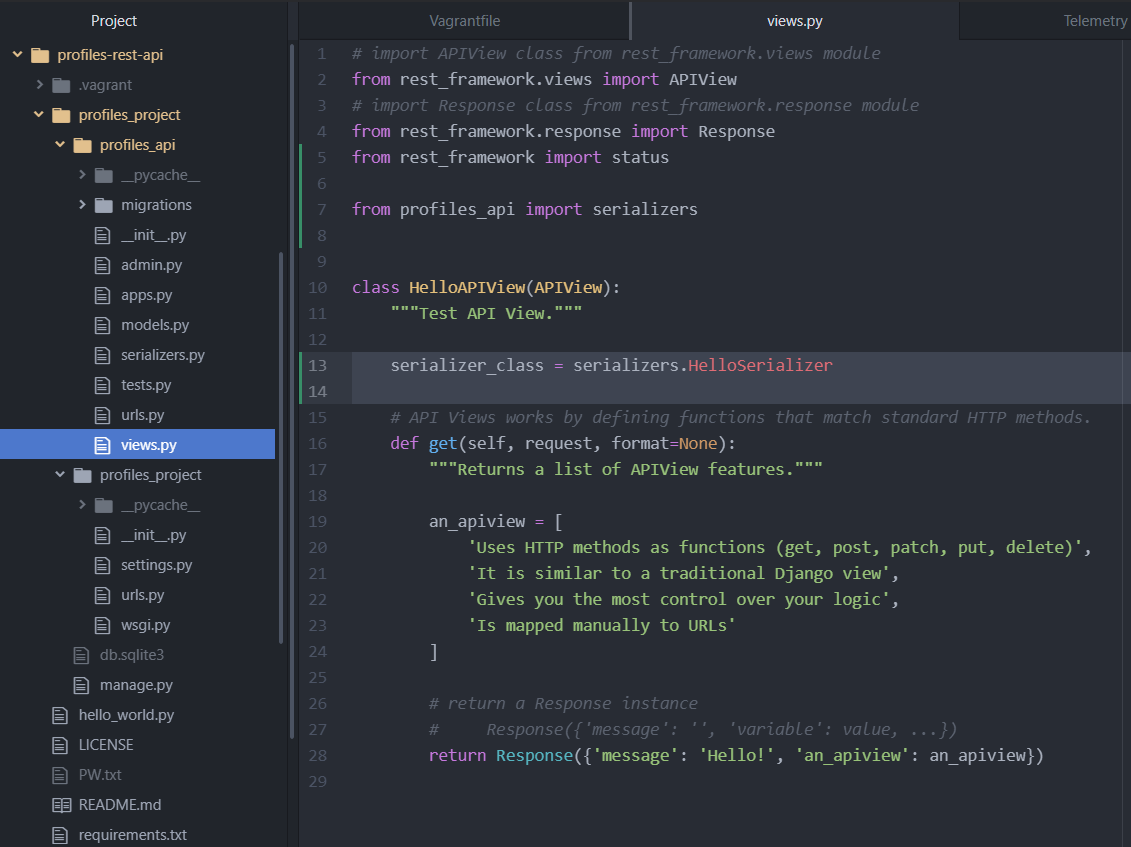 Project
profiles-rest-api
.vagrant
profiles_project
profiles_api
__pycache__
migrations
__init__.py
admin.py
apps.py
models.py
serializers.py
tests.py
urls.py
views.py
profiles_project
__pycache__
__init__.py
settings.py
urls.py
wsgi.py
db.sqlite3
manage.py
hello_world.py
LICENSE
PW.txt
README.md
requirements.txt
Vagrantfile
views.py
Telemetry
1 # import APIView class from rest_framework.views module
2 from rest_framework.views import APIView
3 # import Response class from rest_framework.response module
4 from rest_framework.response import Response
5 from rest_framework import status
6
7 from profiles_api import serializers
8
9
10 class HelloAPIView(APIView):
11     """Test API View."""
12
13     serializer_class = serializers.HelloSerializer
14
15     # API Views works by defining functions that match standard HTTP methods.
16     def get(self, request, format=None):
17         """Returns a list of APIView features."""
18
19         an_apiview = [
20             'Uses HTTP methods as functions (get, post, patch, put, delete)',
21             'It is similar to a traditional Django view',
22             'Gives you the most control over your logic',
23             'Is mapped manually to URLs'
24         ]
25
26         # return a Response instance
27         #     Response({'message': '', 'variable': value, ...})
28         return Response({'message': 'Hello!', 'an_apiview': an_apiview})
29